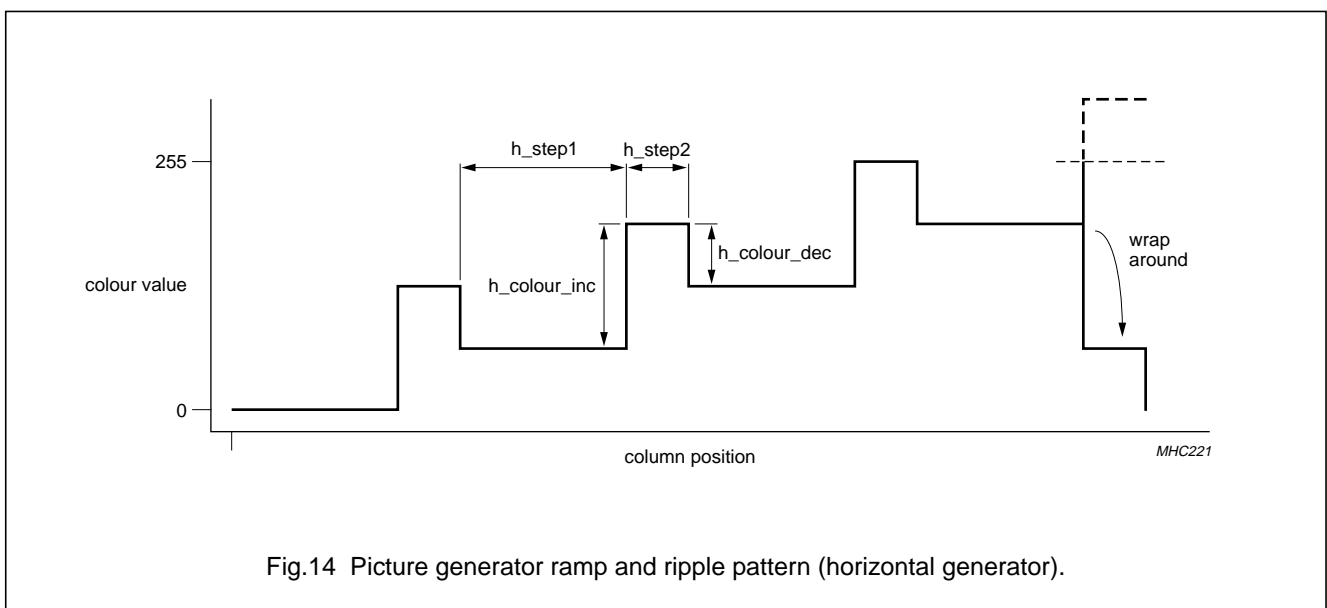 255
h_step1
h_step2
h_colour_dec
wrap
around
colour value
h_colour_inc
0
column position
MHC221
Fig.14 Picture generator ramp and ripple pattern (horizontal generator).